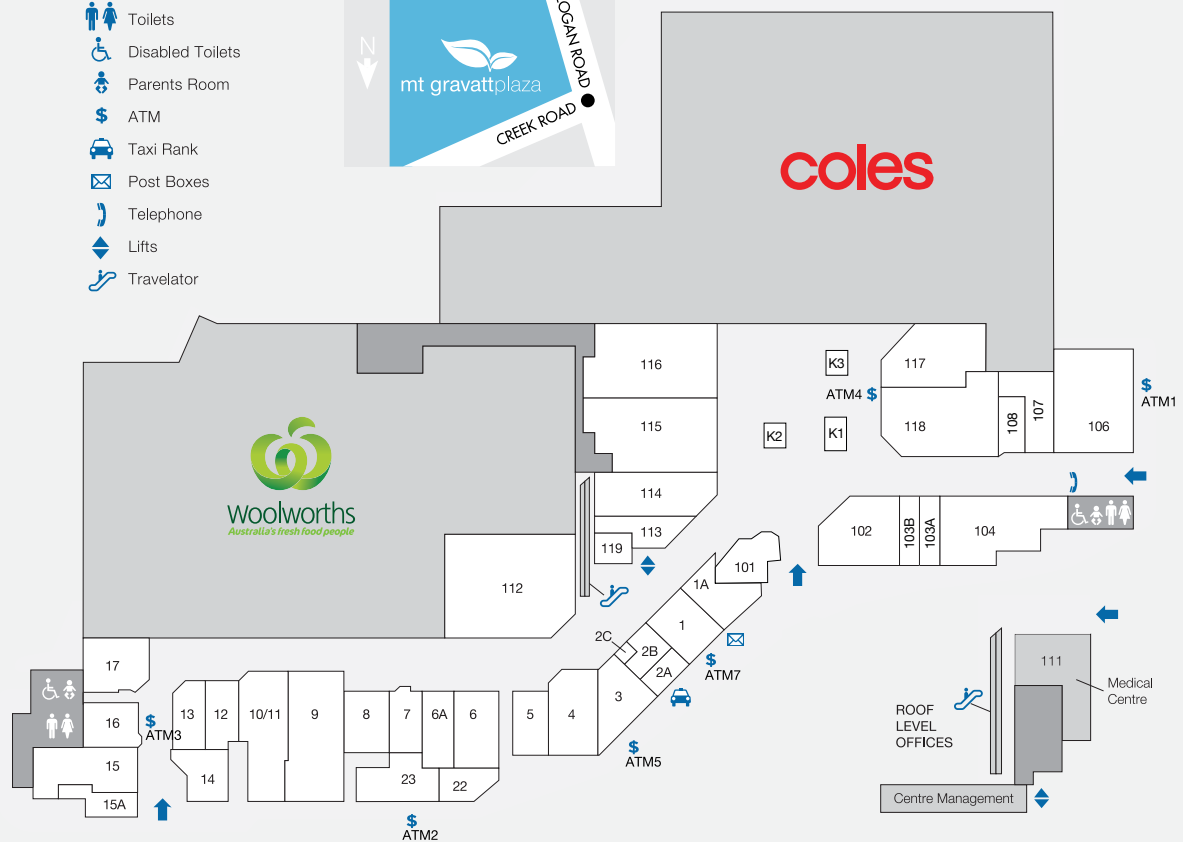 Toilets
Disabled Toilets
Parents Room
$ ATM
Taxi Rank
Post Boxes
Telephone
Lifts
Travelator
N
mt gravattplaza
LOGAN ROAD
CREEK ROAD
coles
Woolworths
Australia's fresh food people
116
115
114
113
119
112
K3
K2
K1
ATM4 $
117
118
108
107
106
$
ATM1
102
103B
103A
104
101
1A
1
2C
2B
2A
3
$
ATM7
$
ATM5
17
16
15
15A
$
ATM3
13
12
10/11
9
8
7
6A
6
5
4
14
23
22
$
ATM2
111
Medical
Centre
ROOF
LEVEL
OFFICES
Centre Management